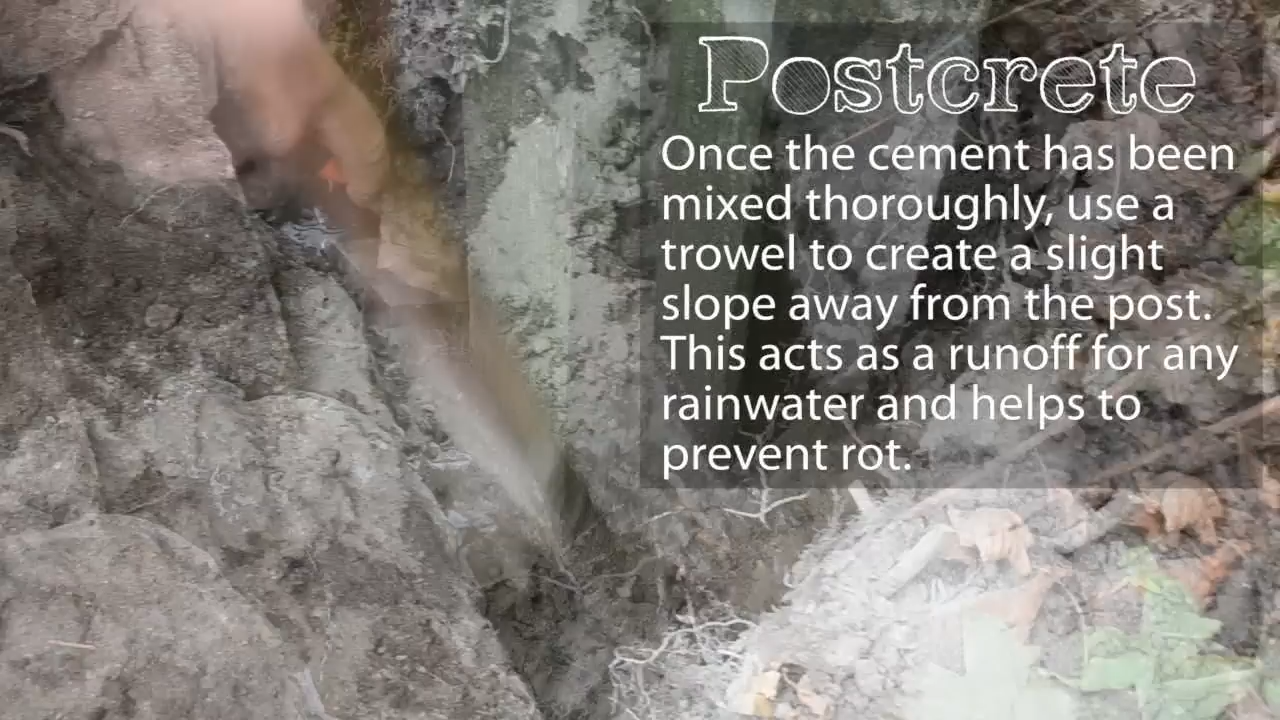 Postcrete
Once the cement has been
mixed thoroughly, use a
trowel to create a slight
slope away from the post.
This acts as a runoff for any
rainwater and helps to
prevent rot.